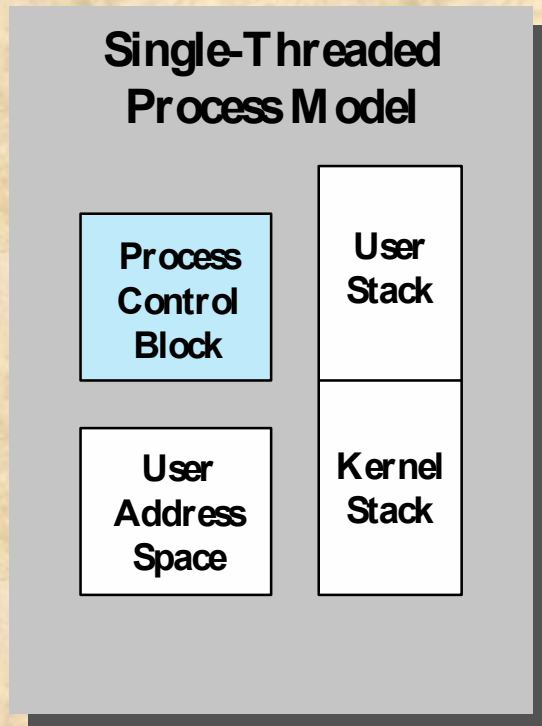 Single-Threaded
Process Model
Process
Control
Block
User
Stack
User
Address
Space
Kernel
Stack